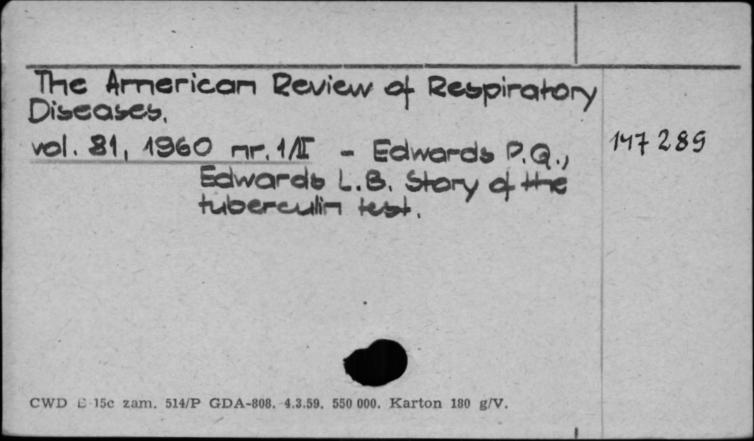 The American Review of Respiratory
Diseases.
vol. 81, 1960 nr. 1/II - Edwards P.Q.,
147 289
Edwards L.B. Story of the
tuberculin test.
CWD E 15c zam. 514/P GDA-808. 4.3.59. 550 000. Karton 180 g/V.